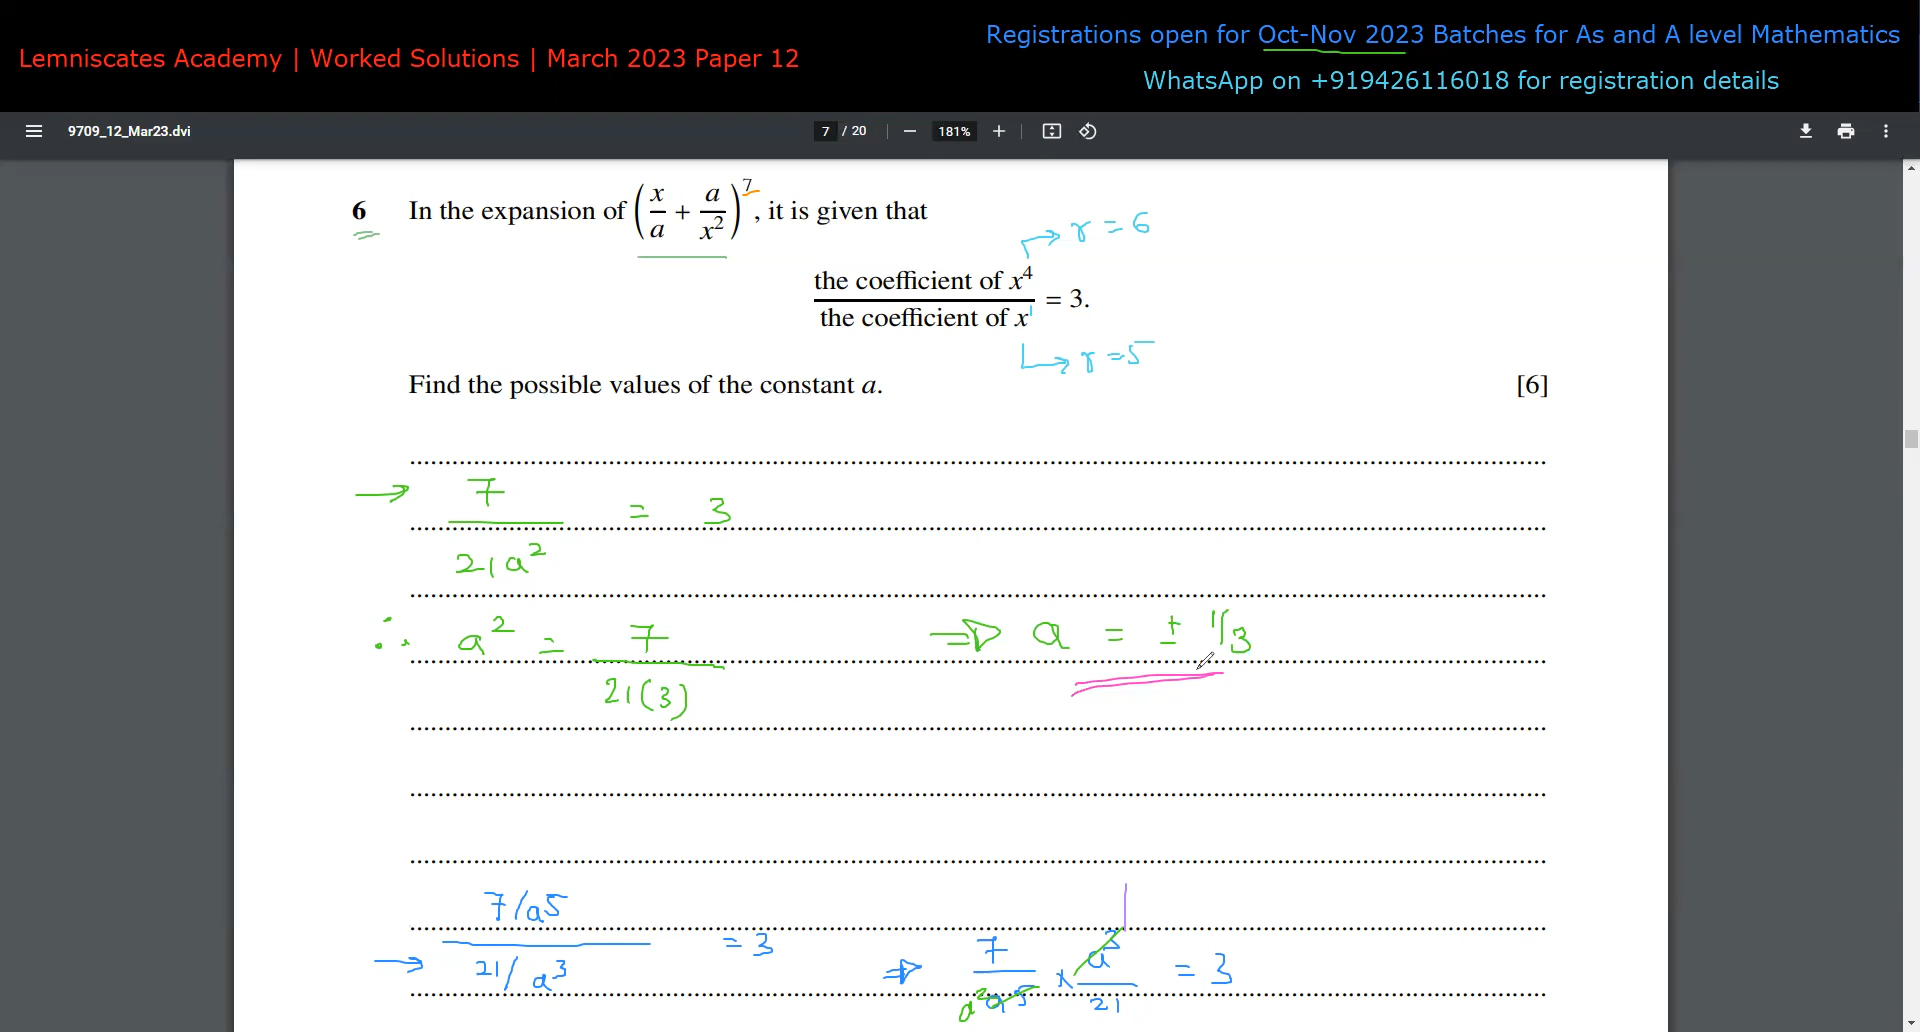 Lemniscates Academy | Worked Solutions | March 2023 Paper 12
Registrations open for Oct-Nov 2023 Batches for As and A level Mathematics
WhatsApp on +919426116018 for registration details
9709_12_Mar23.dvi
7 / 20 — 181% +
6 In the expansion of (x/a + a/x²)⁷, it is given that
→ r = 6
the coefficient of x⁴ / the coefficient of x¹ = 3.
→ r = 5
Find the possible values of the constant a. [6]
→ 7 / 21a² = 3
∴ a² = 7 / 21(3) ⇒ a = ± 1/3
→ 7/a5 / 21/a³ = 3 ⇒ 7 / a² a5 × a³ / 21 = 3
1